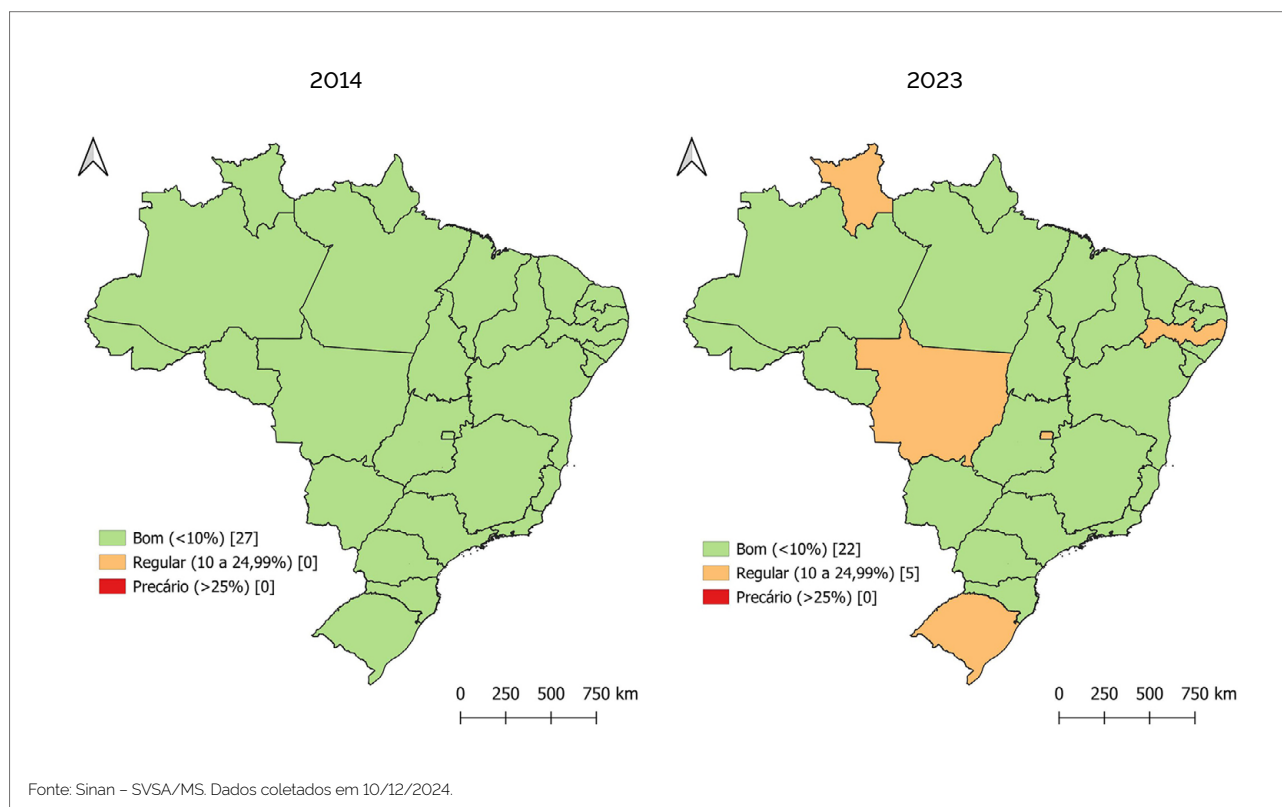 2014
2023
Bom (<10%) [27]
Regular (10 a 24,99%) [0]
Precário (>25%) [0]
0 250 500 750 km
Bom (<10%) [22]
Regular (10 a 24,99%) [5]
Precário (>25%) [0]
0 250 500 750 km
Fonte: Sinan – SVSA/MS. Dados coletados em 10/12/2024.